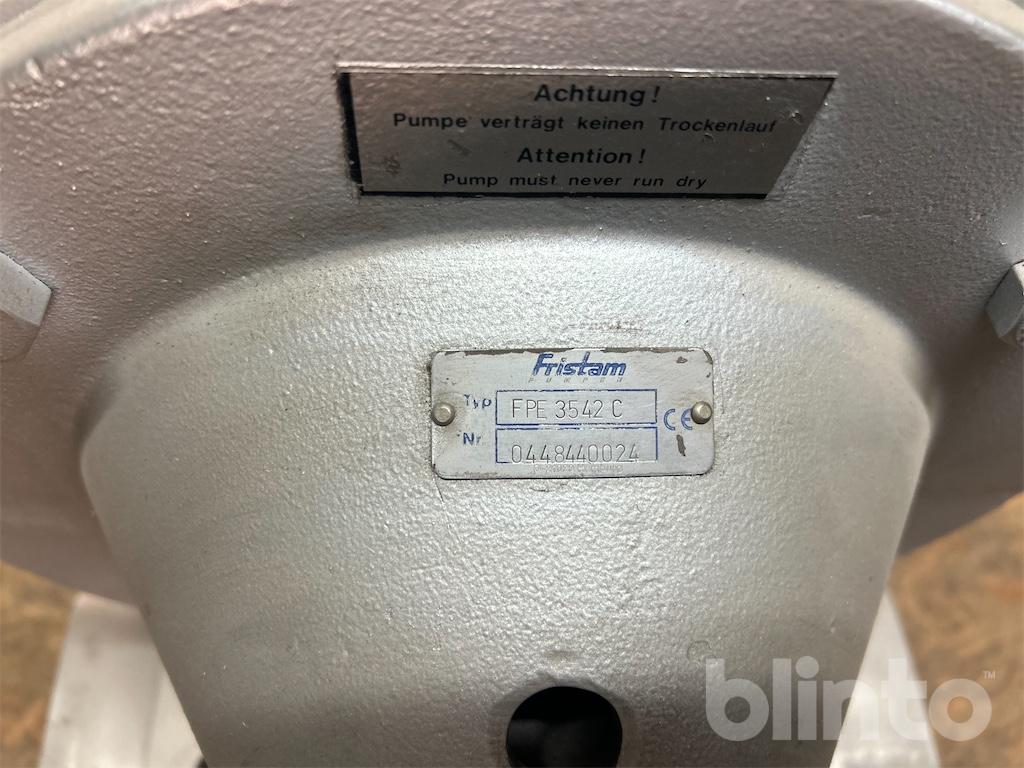 Achtung !
Pumpe verträgt keinen Trockenlauf
Attention !
Pump must never run dry
Fristam
PUMPEN
Typ FPE 3542 C
CE
Nr. 0448440024
blinto™